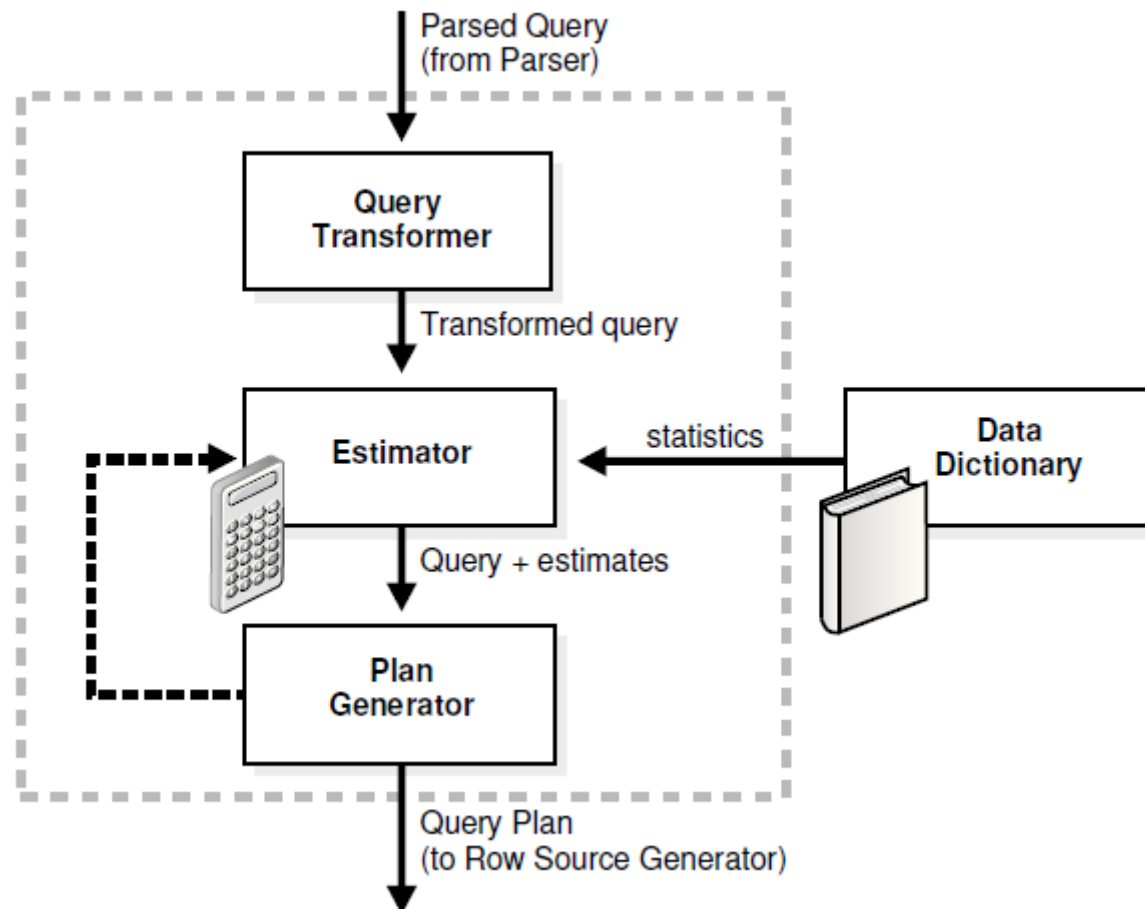 Parsed Query
(from Parser)
Query
Transformer
Transformed query
Estimator
statistics
Data
Dictionary
Query + estimates
Plan
Generator
Query Plan
(to Row Source Generator)